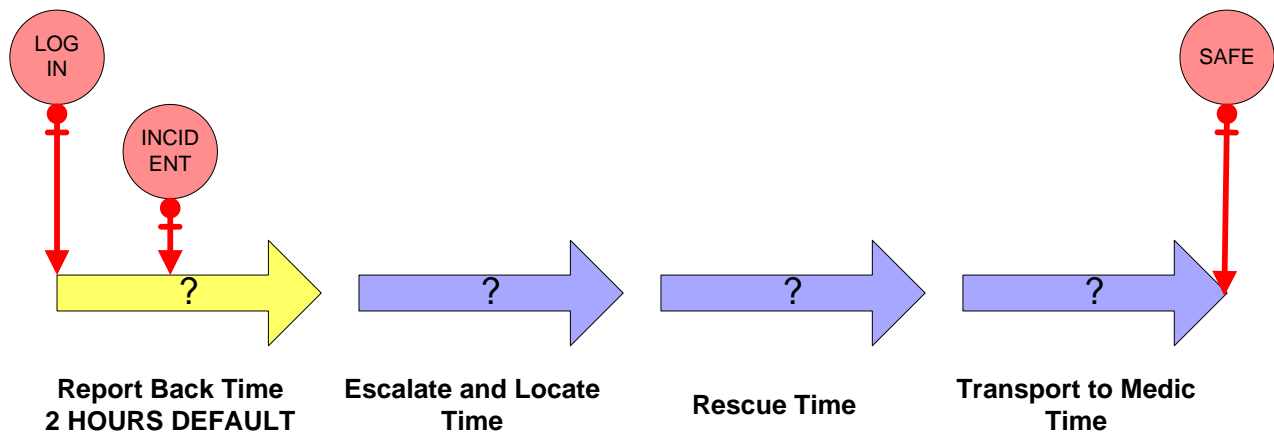 LOG
IN
INCID
ENT
SAFE
?
?
?
?
Report Back Time
2 HOURS DEFAULT
Escalate and Locate
Time
Rescue Time
Transport to Medic
Time